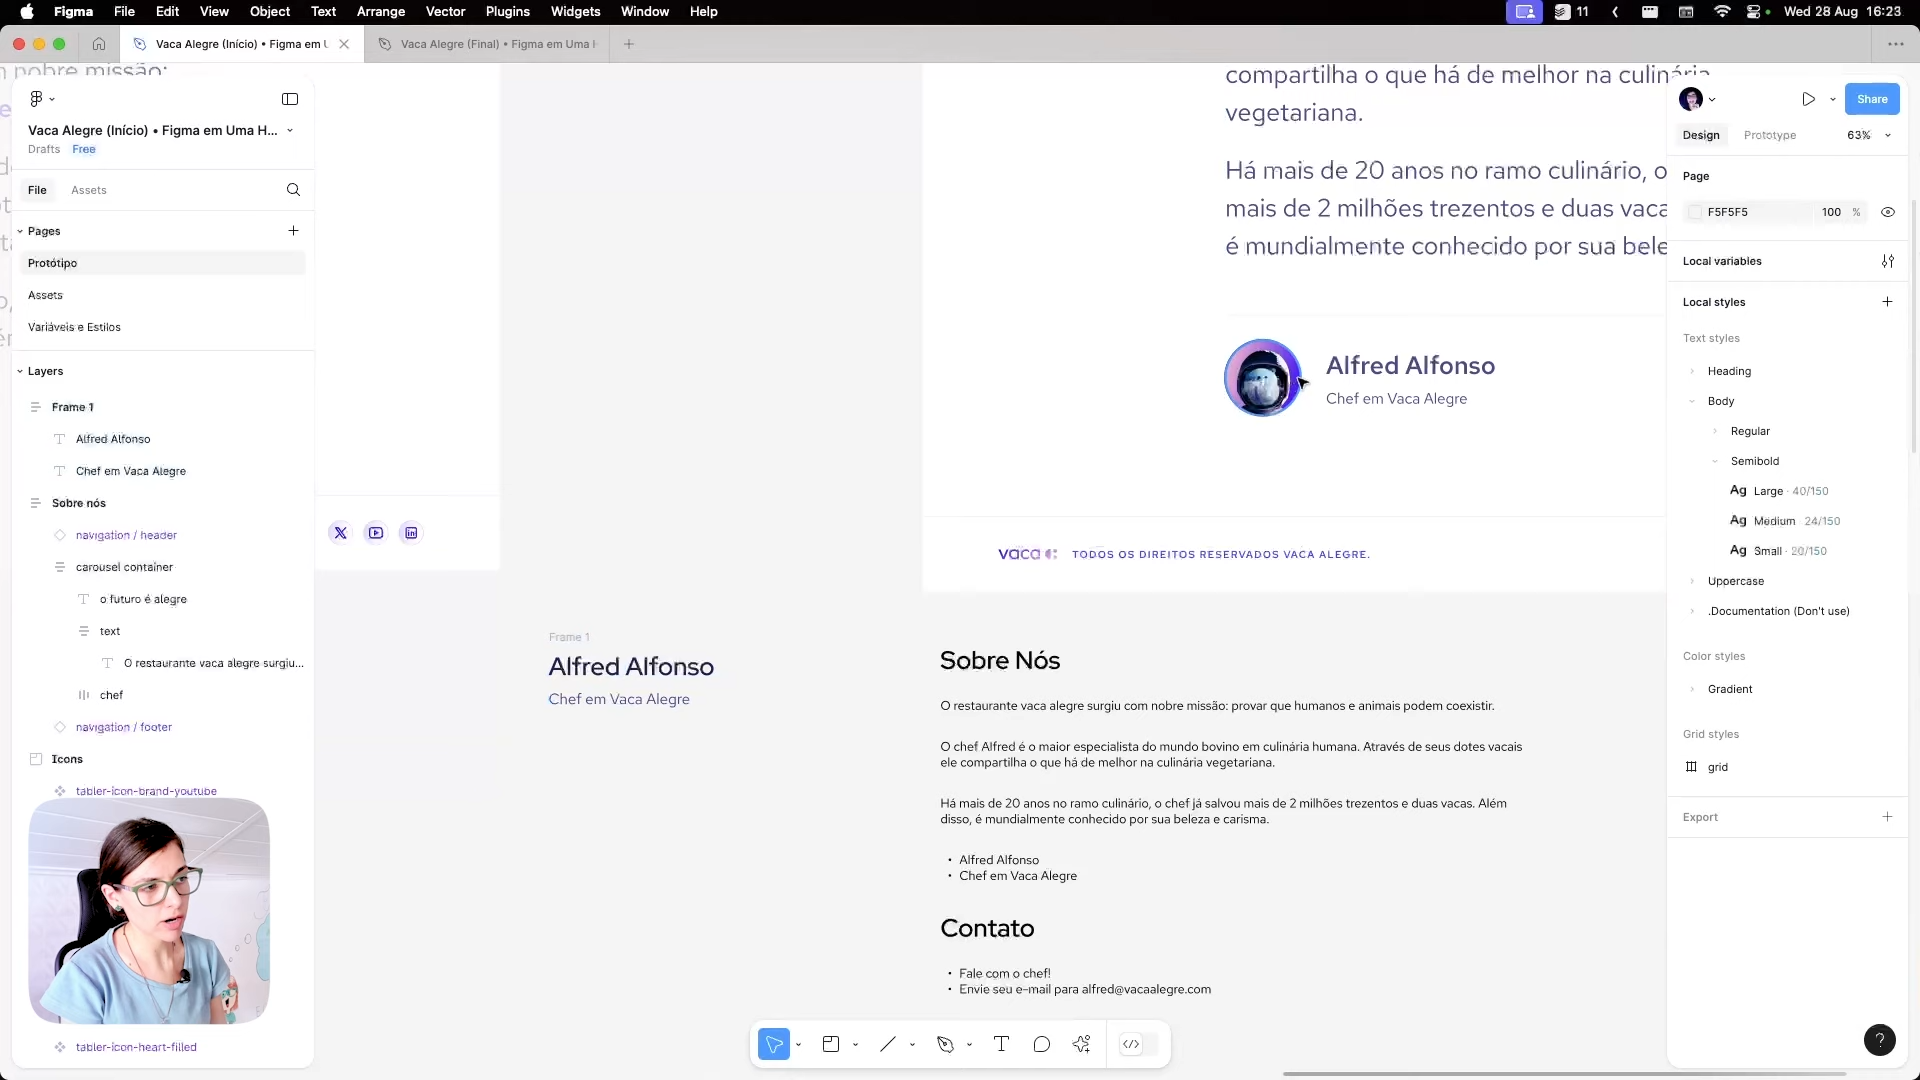 Figma File Edit View Object Text Arrange Vector Plugins Widgets Window Help
11
Wed 28 Aug 16:23
Vaca Alegre (Início) • Figma em U
Vaca Alegre (Final) • Figma em Uma H
Vaca Alegre (Início) • Figma em Uma H...
Drafts Free
File Assets
Pages
Protótipo
Assets
Variáveis e Estilos
Layers
Frame 1
Alfred Alfonso
Chef em Vaca Alegre
Sobre nós
navigation / header
carousel container
o futuro é alegre
text
O restaurante vaca alegre surgiu...
chef
navigation / footer
Icons
tabler-icon-brand-youtube
tabler-icon-heart-filled
nobre missão:
compartilha o que há de melhor na culinária
vegetariana.
Há mais de 20 anos no ramo culinário, o
mais de 2 milhões trezentos e duas vaca
é mundialmente conhecido por sua bele
Alfred Alfonso
Chef em Vaca Alegre
vaca
TODOS OS DIREITOS RESERVADOS VACA ALEGRE.
Frame 1
Alfred Alfonso
Chef em Vaca Alegre
Sobre Nós
O restaurante vaca alegre surgiu com nobre missão: provar que humanos e animais podem coexistir.
O chef Alfred é o maior especialista do mundo bovino em culinária humana. Através de seus dotes vacais
ele compartilha o que há de melhor na culinária vegetariana.
Há mais de 20 anos no ramo culinário, o chef já salvou mais de 2 milhões trezentos e duas vacas. Além
disso, é mundialmente conhecido por sua beleza e carisma.
• Alfred Alfonso
• Chef em Vaca Alegre
Contato
• Fale com o chef!
• Envie seu e-mail para alfred@vacaalegre.com
Share
Design Prototype 63%
Page
F5F5F5 100 %
Local variables
Local styles
Text styles
Heading
Body
Regular
Semibold
Ag Large · 40/150
Ag Medium · 24/150
Ag Small · 20/150
Uppercase
.Documentation (Don't use)
Color styles
Gradient
Grid styles
grid
Export
?